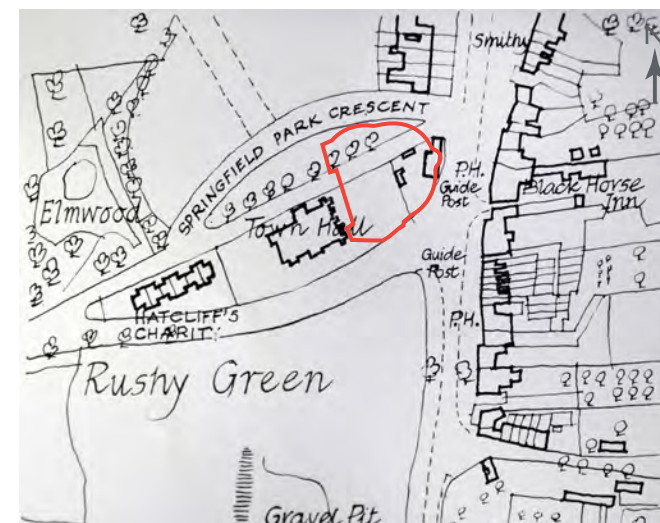 Smithy
N
SPRINGFIELD PARK CRESCENT
P.H.
Guide
Post
Black Horse
Inn
Elmwood
Town Hall
Guide
Post
P.H.
HATCLIFF'S
CHARITY
Rushy Green
Gravel Pit